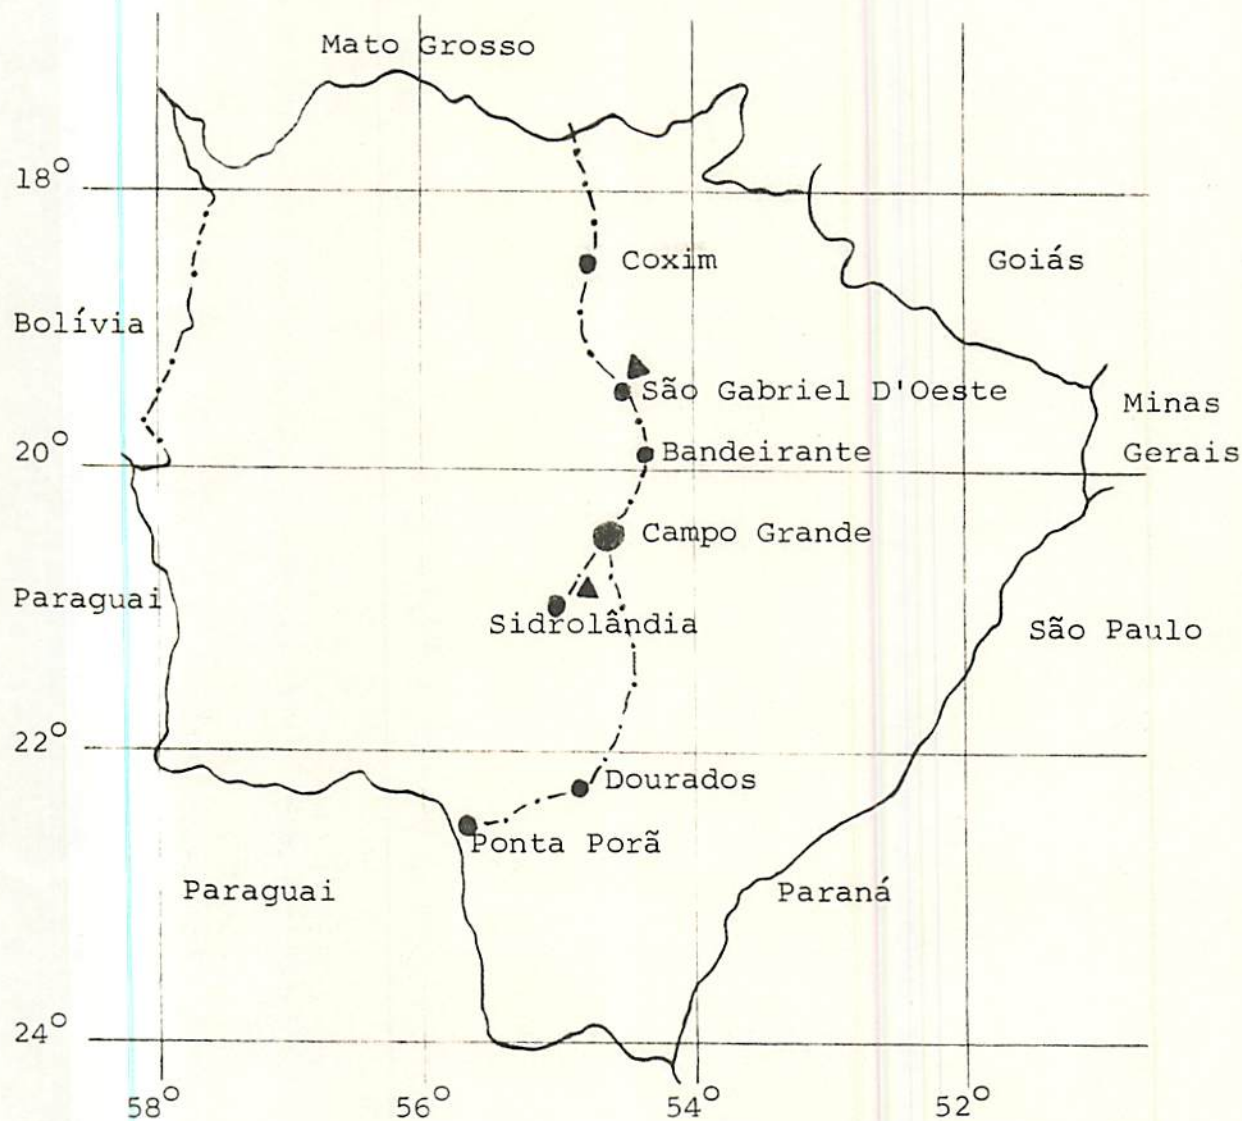 Mato Grosso
18°
Coxim
Goiás
Bolívia
São Gabriel D'Oeste
Minas
Gerais
20°
Bandeirante
Campo Grande
Paraguai
Sidrolândia
São Paulo
22°
Dourados
Ponta Porã
Paraguai
Paraná
24°
58°
56°
54°
52°